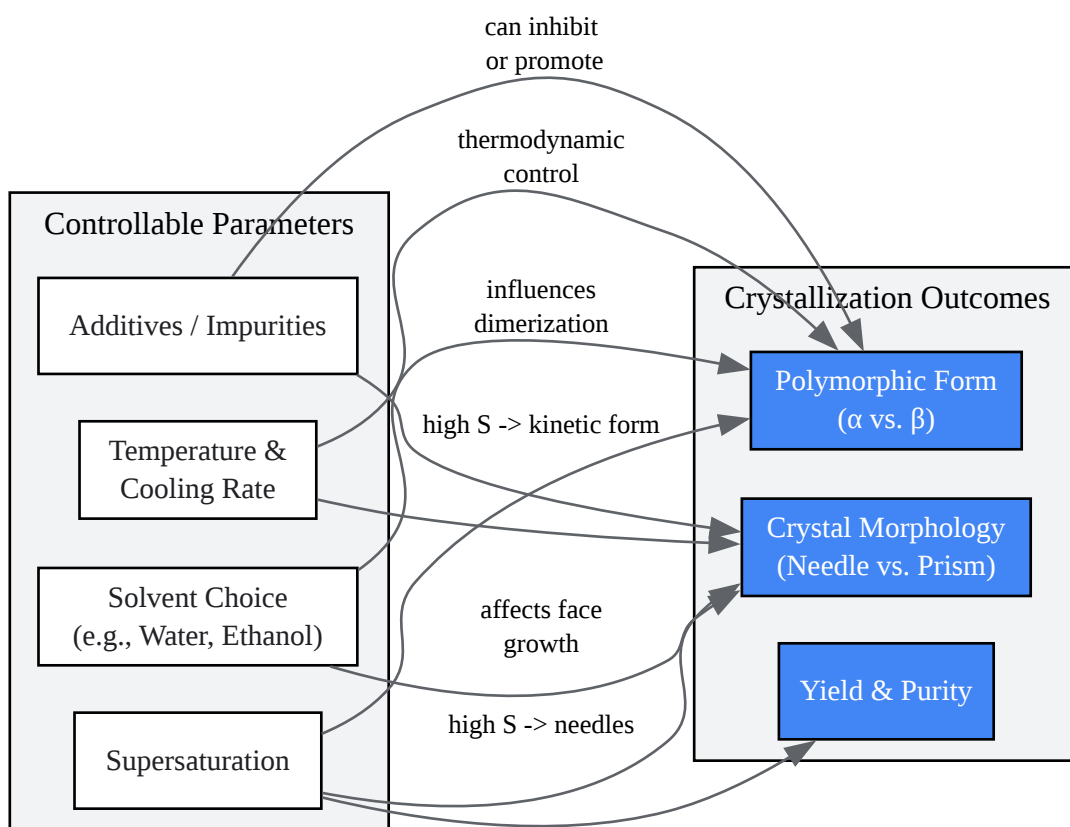 can inhibit
or promote
thermodynamic
control
Controllable Parameters
Additives / Impurities
Temperature &
Cooling Rate
Solvent Choice
(e.g., Water, Ethanol)
Supersaturation
influences
dimerization
high S -> kinetic form
affects face
growth
high S -> needles
Crystallization Outcomes
Polymorphic Form
(α vs. β)
Crystal Morphology
(Needle vs. Prism)
Yield & Purity